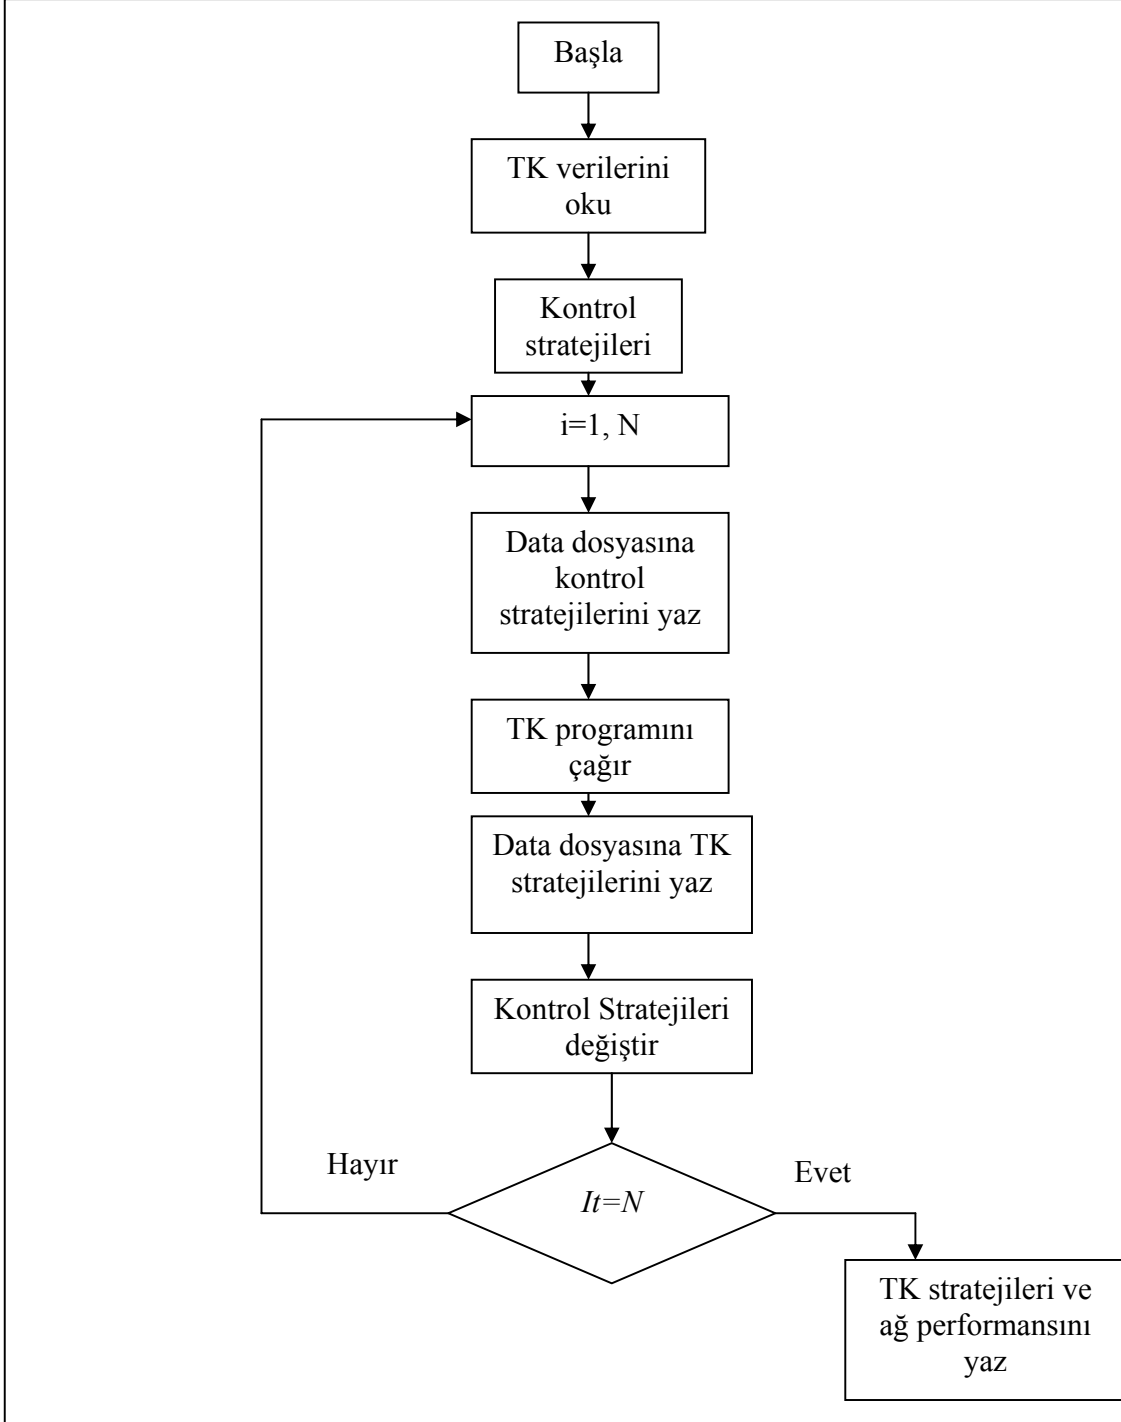 Başla
TK verilerini
oku
Kontrol
stratejileri
i=1, N
Data dosyasına
kontrol
stratejilerini yaz
TK programını
çağır
Data dosyasına TK
stratejilerini yaz
Kontrol Stratejileri
değiştir
Hayır
It=N
Evet
TK stratejileri ve
ağ performansını
yaz